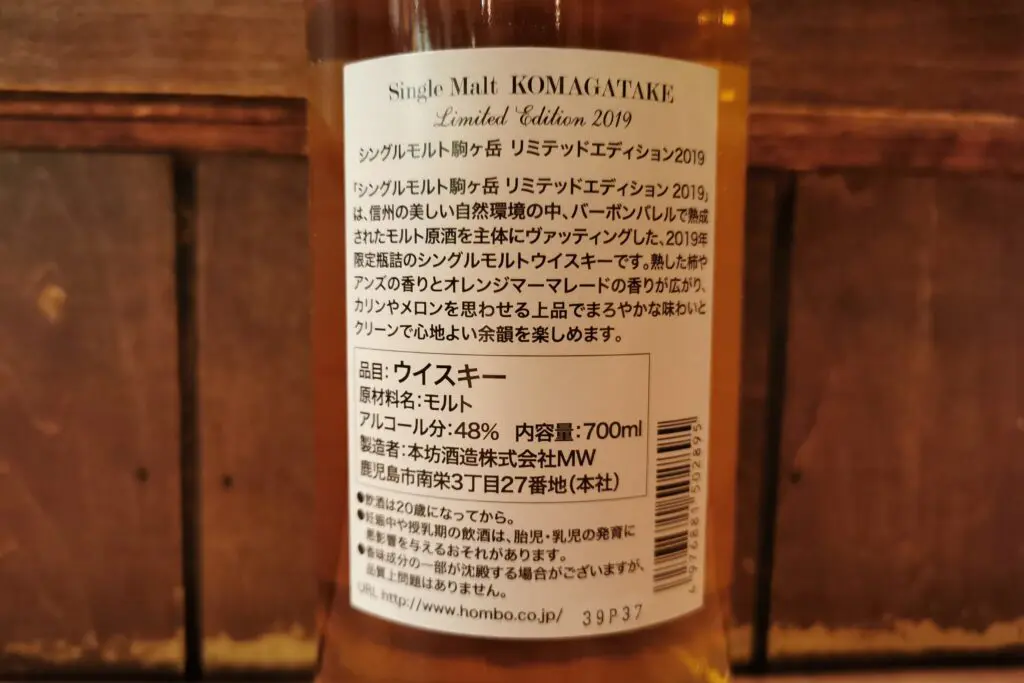 Single Malt KOMAGATAKE
Limited Edition 2019
シングルモルト駒ヶ岳 リミテッドエディション2019
「シングルモルト駒ヶ岳 リミテッドエディション 2019」
は、信州の美しい自然環境の中、バーボンバレルで熟成
されたモルト原酒を主体にヴァッティングした、2019年
限定瓶詰のシングルモルトウイスキーです。熟した柿や
アンズの香りとオレンジマーマレードの香りが広がり、
カリンやメロンを思わせる上品でまろやかな味わいと
クリーンで心地よい余韻を楽しめます。
品目:ウイスキー
原材料名:モルト
アルコール分:48% 内容量:700ml
製造者:本坊酒造株式会社MW
鹿児島市南栄3丁目27番地(本社)
●飲酒は20歳になってから。
●妊娠中や授乳期の飲酒は、胎児・乳児の発育に
悪影響を与えるおそれがあります。
●香味成分の一部が沈殿する場合がございますが、
品質上問題はありません。
URL http://www.hombo.co.jp/ 39P37
4976881502895